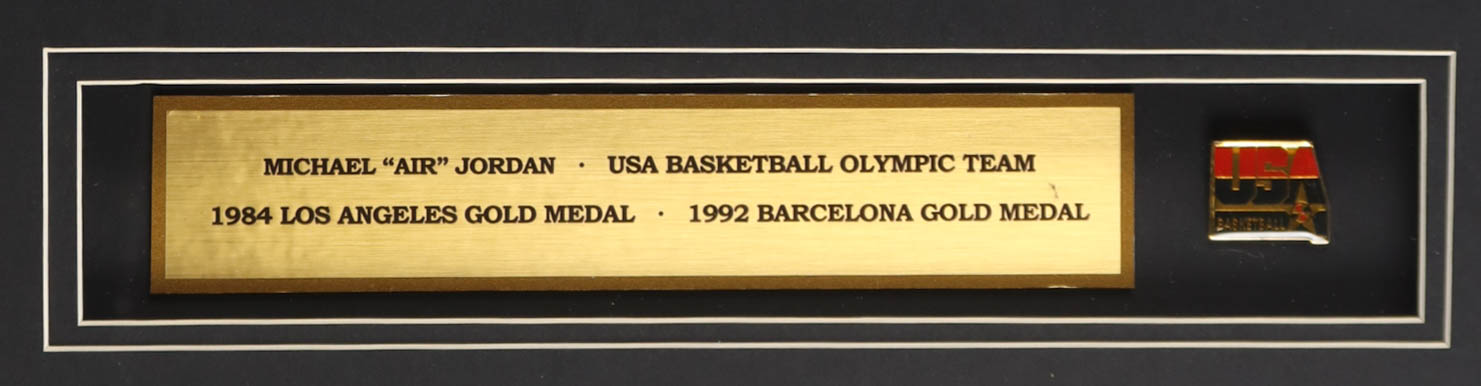 MICHAEL “AIR” JORDAN · USA BASKETBALL OLYMPIC TEAM
1984 LOS ANGELES GOLD MEDAL · 1992 BARCELONA GOLD MEDAL
USA
BASKETBALL